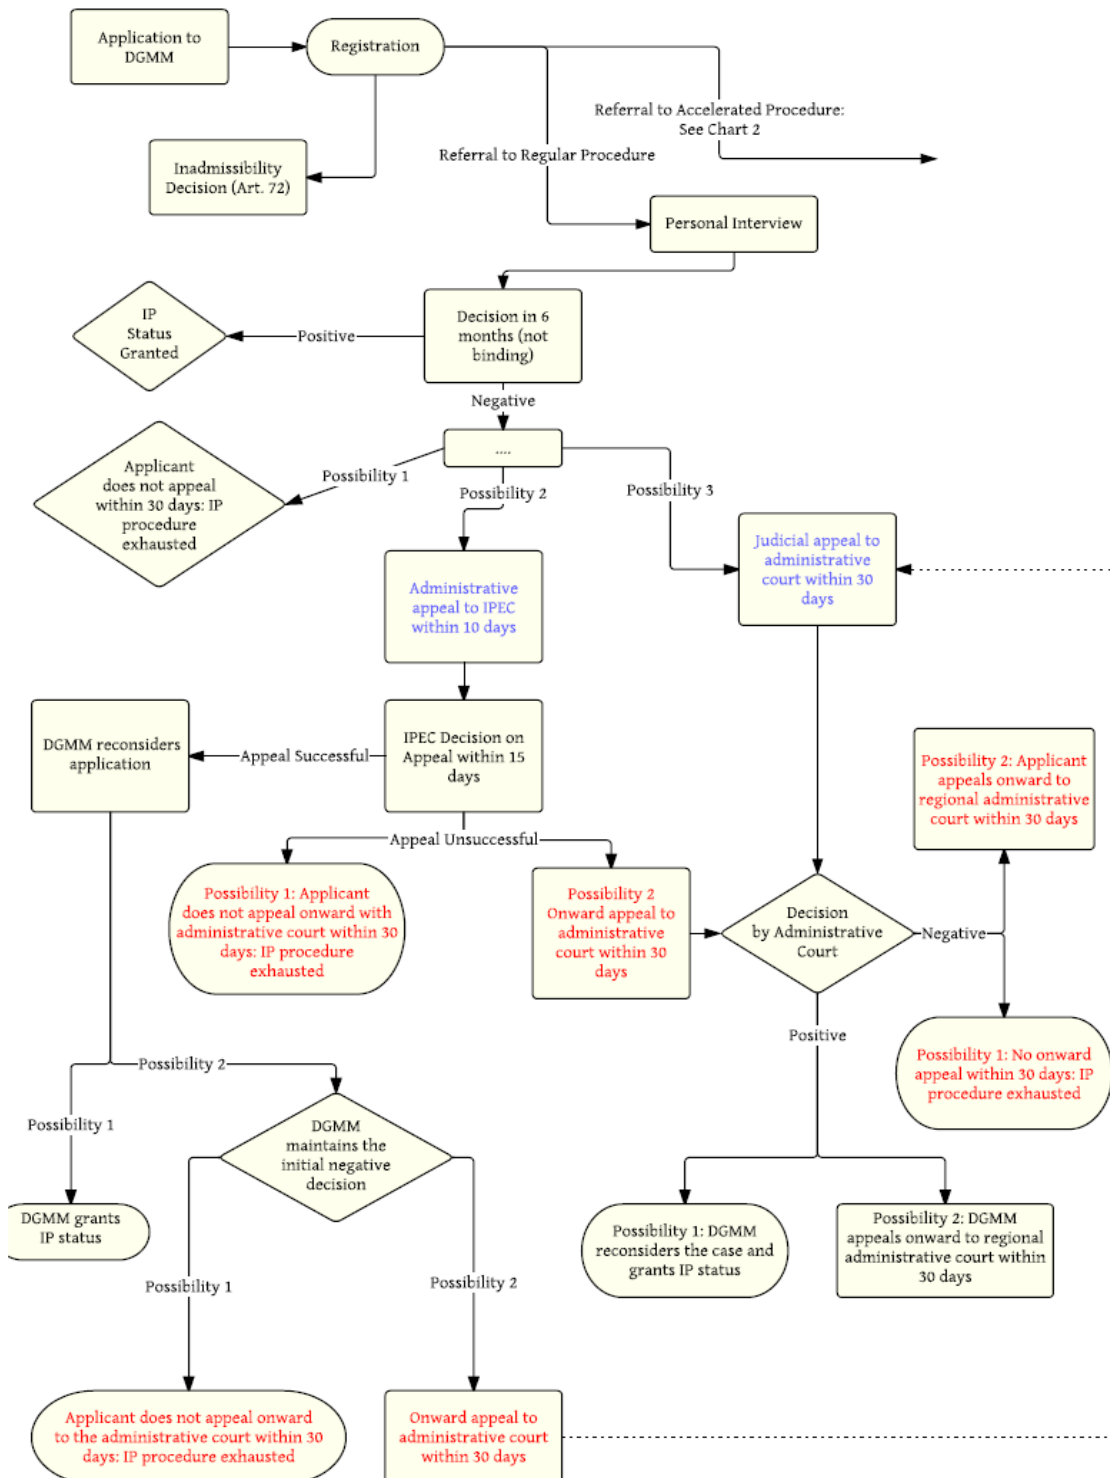 Application to
DGMM
Registration
Referral to Accelerated Procedure:
See Chart 2
Inadmissibility
Decision (Art. 72)
Referral to Regular Procedure
Personal Interview
IP
Status
Granted
Positive
Decision in 6
months (not
binding)
Negative
....
Applicant
does not appeal
within 30 days: IP
procedure
exhausted
Possibility 1
Possibility 2
Possibility 3
Judicial appeal to
administrative
court within 30
days
Administrative
appeal to IPEC
within 10 days
DGMM reconsiders
application
Appeal Successful
IPEC Decision on
Appeal within 15
days
Possibility 2: Applicant
appeals onward to
regional administrative
court within 30 days
Appeal Unsuccessful
Possibility 1: Applicant
does not appeal onward with
administrative court within 30
days: IP procedure
exhausted
Possibility 2
Onward appeal to
administrative
court within 30
days
Decision
by Administrative
Court
Negative
Positive
Possibility 1: No onward
appeal within 30 days: IP
procedure exhausted
Possibility 2
Possibility 1
DGMM
maintains the
initial negative
decision
DGMM grants
IP status
Possibility 1: DGMM
reconsiders the case and
grants IP status
Possibility 2: DGMM
appeals onward to regional
administrative court within
30 days
Possibility 1
Possibility 2
Applicant does not appeal onward
to the administrative court within 30
days: IP procedure exhausted
Onward appeal to
administrative court
within 30 days